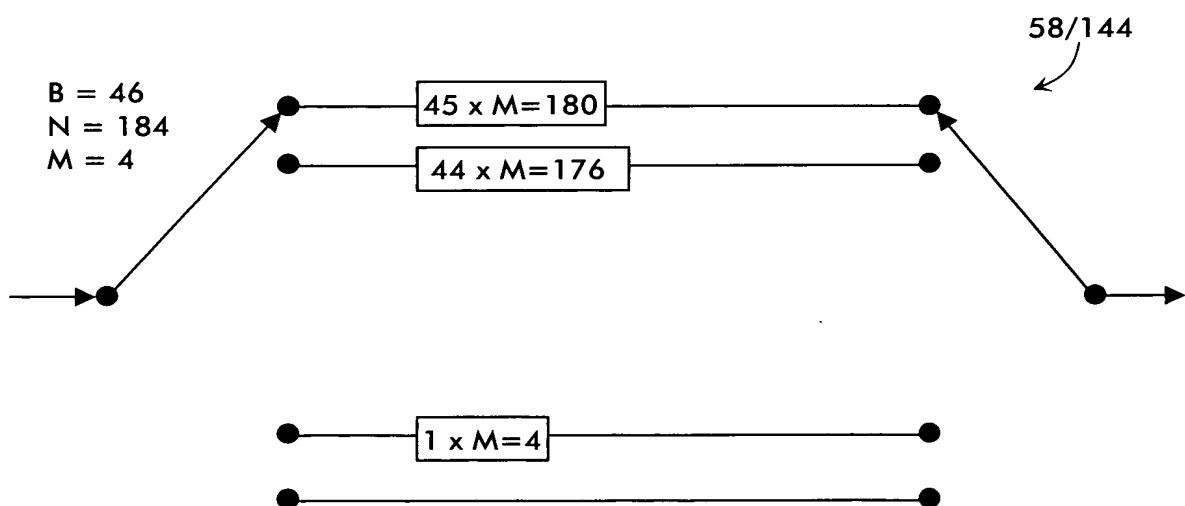 58/144
B = 46
N = 184
M = 4
45 x M=180
44 x M=176
1 x M=4